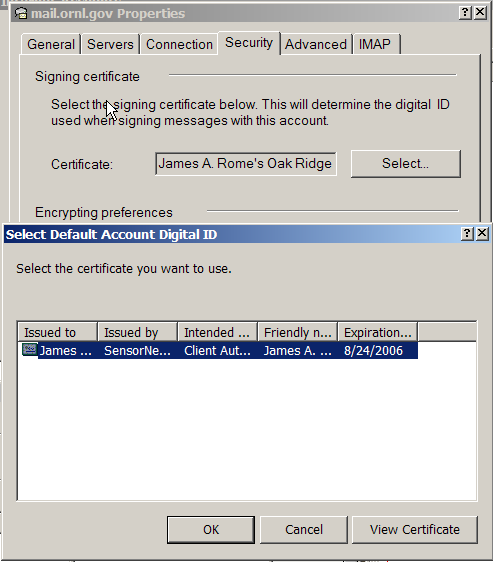 mail.ornl.gov Properties
General Servers Connection Security Advanced IMAP
Signing certificate
Select the signing certificate below. This will determine the digital ID
used when signing messages with this account.
Certificate: James A. Rome's Oak Ridge Select...
Encrypting preferences
Select Default Account Digital ID
Select the certificate you want to use.
Issued to Issued by Intended ... Friendly n... Expiration...
James ... SensorNe... Client Aut... James A. ... 8/24/2006
OK Cancel View Certificate